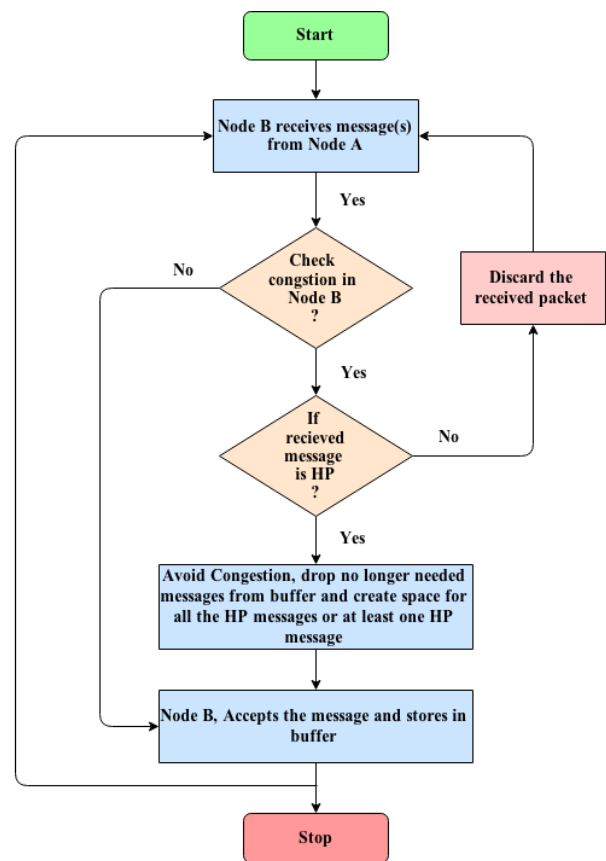 Start
Node B receives message(s)
from Node A
Yes
No
Check
congstion in
Node B
?
Discard the
received packet
Yes
If
recieved
message
is HP
?
No
Yes
Avoid Congestion, drop no longer needed
messages from buffer and create space for
all the HP messages or at least one HP
message
Node B, Accepts the message and stores in
buffer
Stop